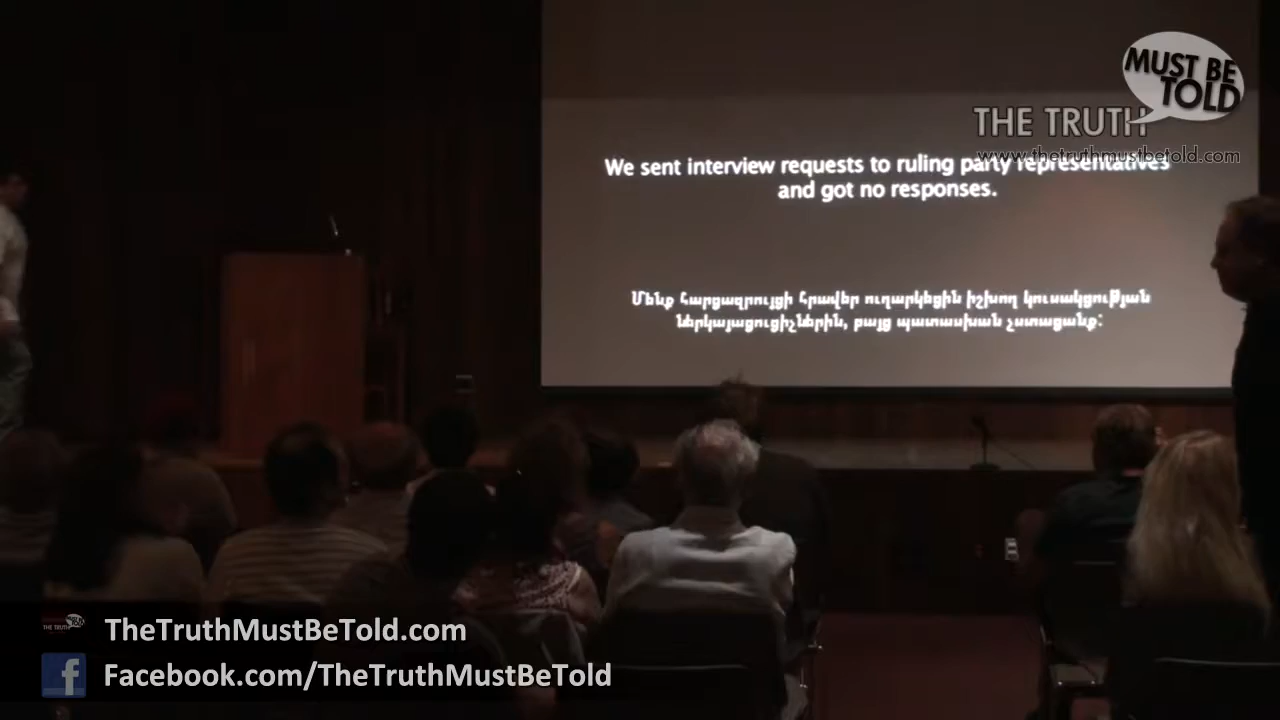 MUST BE
TOLD
THE TRUTH
www.thetruthmustbetold.com
We sent interview requests to ruling party representatives
and got no responses.
Մենք հարցազրույցի հրավեր ուղարկեցին իշխող կուսակցության
ներկայացուցիչներին, բայց պատասխան չստացանք:
TheTruthMustBeTold.com
Facebook.com/TheTruthMustBeTold